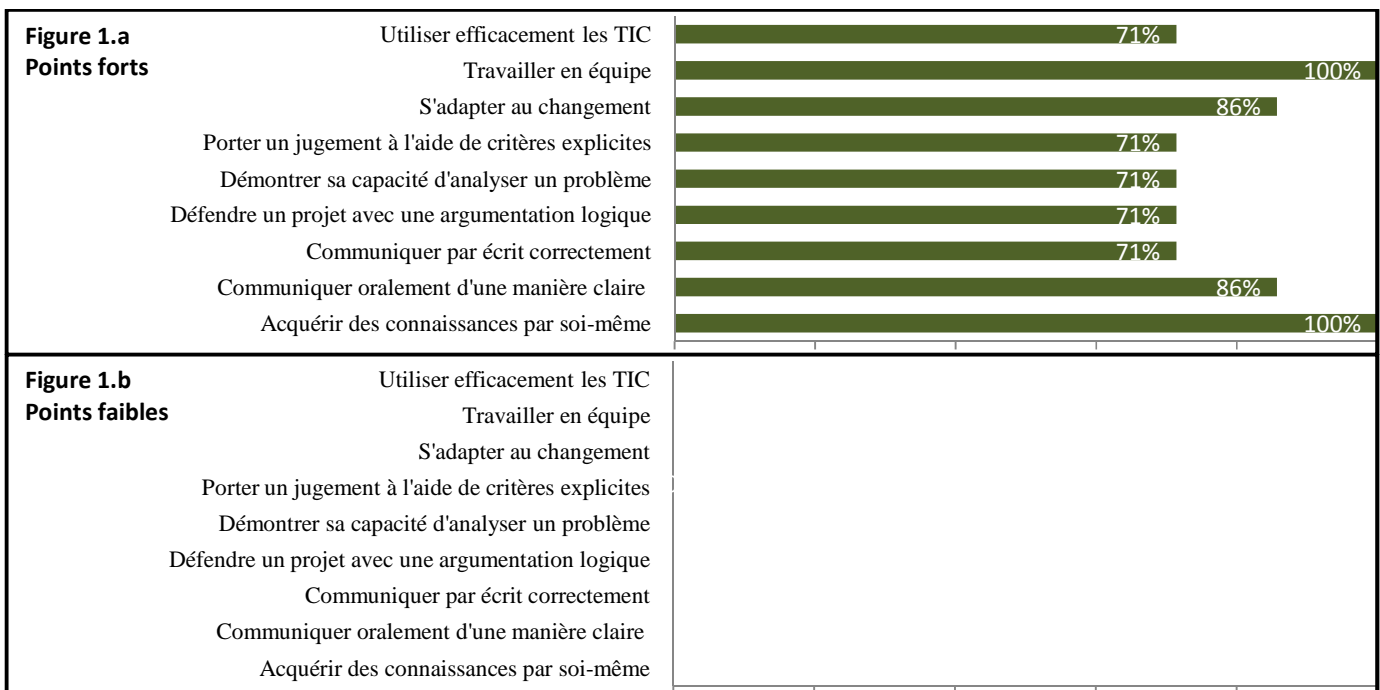 Figure 1.a
Points forts
Utiliser efficacement les TIC 71%
Travailler en équipe 100%
S'adapter au changement 86%
Porter un jugement à l'aide de critères explicites 71%
Démontrer sa capacité d'analyser un problème 71%
Défendre un projet avec une argumentation logique 71%
Communiquer par écrit correctement 71%
Communiquer oralement d'une manière claire 86%
Acquérir des connaissances par soi-même 100%
Figure 1.b
Points faibles
Utiliser efficacement les TIC
Travailler en équipe
S'adapter au changement
Porter un jugement à l'aide de critères explicites
Démontrer sa capacité d'analyser un problème
Défendre un projet avec une argumentation logique
Communiquer par écrit correctement
Communiquer oralement d'une manière claire
Acquérir des connaissances par soi-même